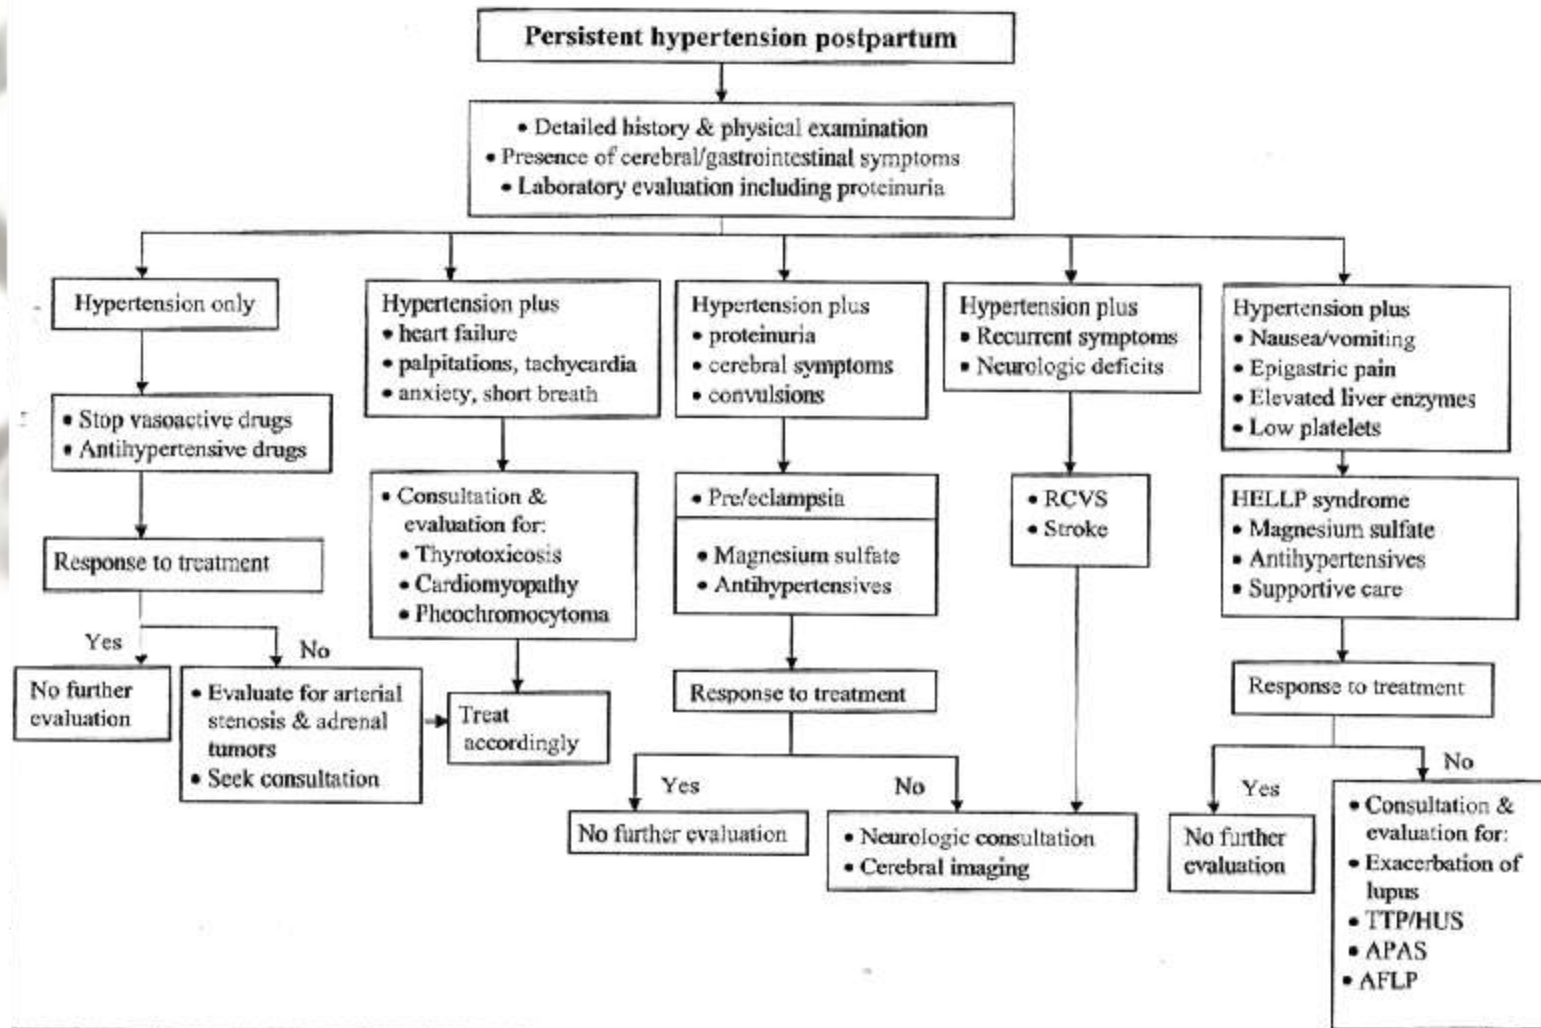 Persistent hypertension postpartum
• Detailed history & physical examination
• Presence of cerebral/gastrointestinal symptoms
• Laboratory evaluation including proteinuria
Hypertension only
• Stop vasoactive drugs
• Antihypertensive drugs
Response to treatment
Yes
No
No further
evaluation
• Evaluate for arterial
stenosis & adrenal
tumors
• Seek consultation
Hypertension plus
• heart failure
• palpitations, tachycardia
• anxiety, short breath
• Consultation &
evaluation for:
• Thyrotoxicosis
• Cardiomyopathy
• Pheochromocytoma
Treat
accordingly
Hypertension plus
• proteinuria
• cerebral symptoms
• convulsions
• Pre/eclampsia
• Magnesium sulfate
• Antihypertensives
Response to treatment
Yes
No
No further evaluation
• Neurologic consultation
• Cerebral imaging
Hypertension plus
• Recurrent symptoms
• Neurologic deficits
• RCVS
• Stroke
Hypertension plus
• Nausea/vomiting
• Epigastric pain
• Elevated liver enzymes
• Low platelets
HELLP syndrome
• Magnesium sulfate
• Antihypertensives
• Supportive care
Response to treatment
Yes
No
No further
evaluation
• Consultation &
evaluation for:
• Exacerbation of
lupus
• TTP/HUS
• APAS
• AFLP